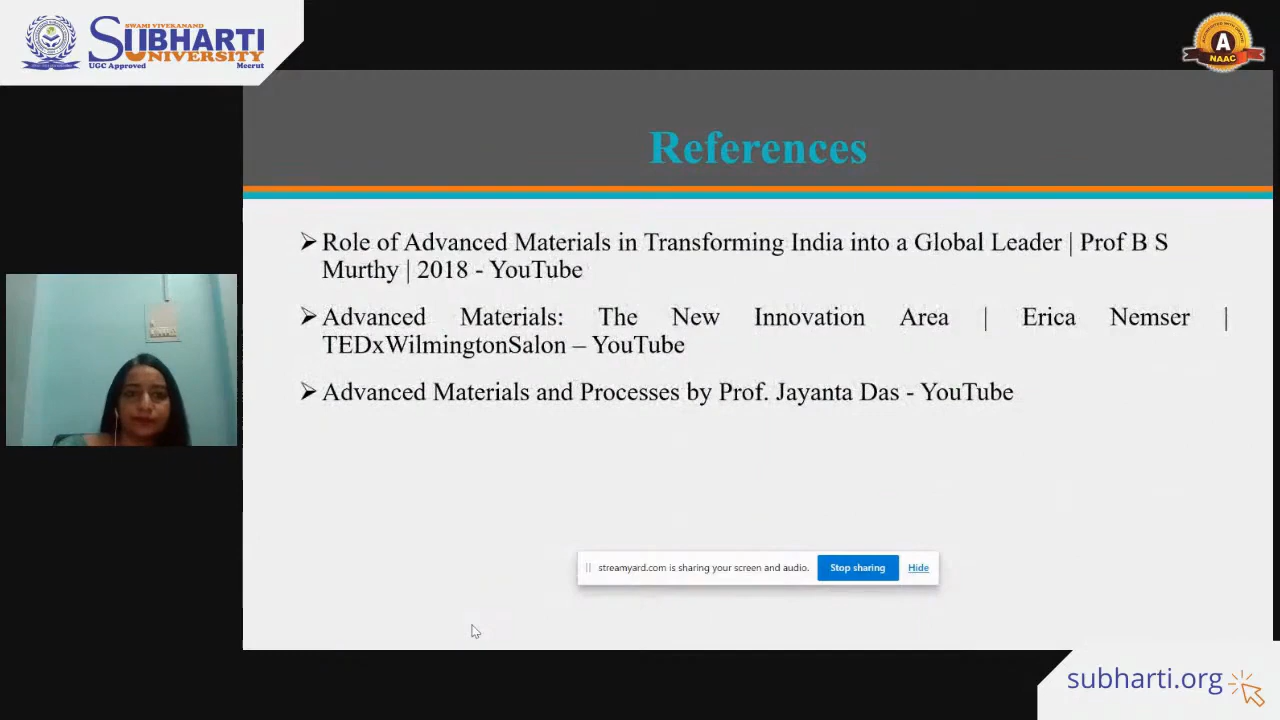 SWAMI VIVEKANAND
SUBHARTI
UNIVERSITY
UGC Approved Meerut
A
NAAC
References
Role of Advanced Materials in Transforming India into a Global Leader | Prof B S
Murthy | 2018 - YouTube
Advanced Materials: The New Innovation Area | Erica Nemser |
TEDxWilmingtonSalon – YouTube
Advanced Materials and Processes by Prof. Jayanta Das - YouTube
streamyard.com is sharing your screen and audio. Stop sharing Hide
subharti.org